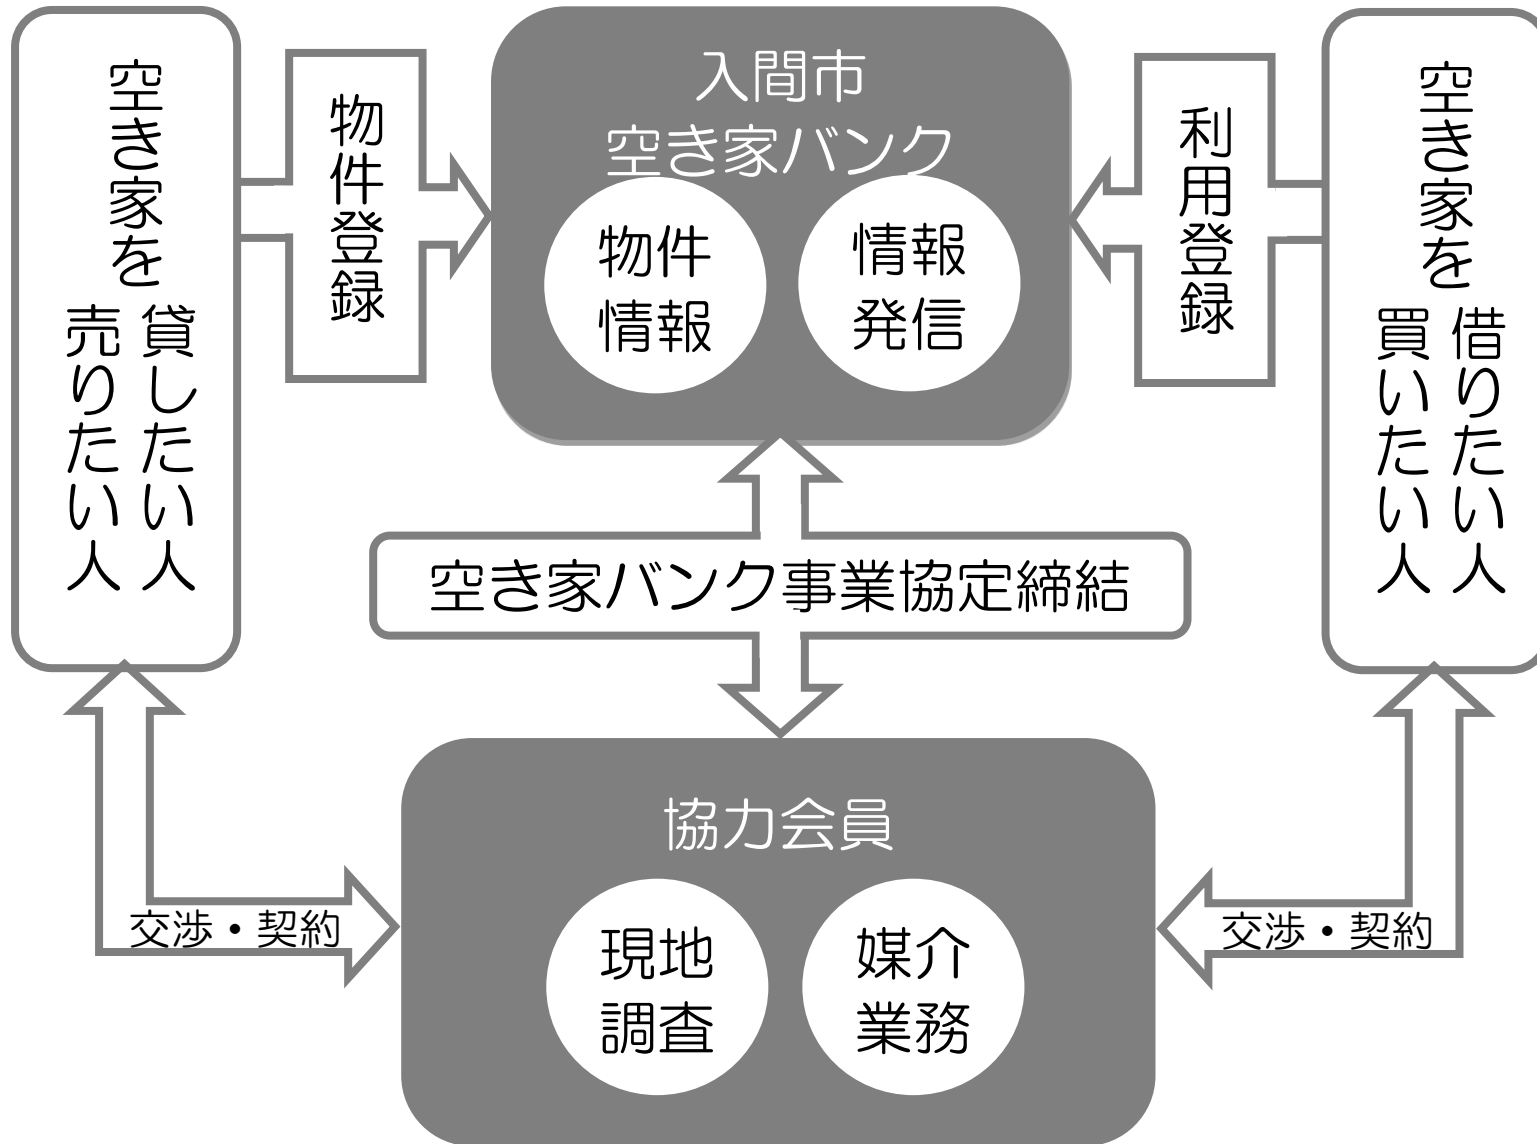 空き家を
貸したい人
売りたい人
物件登録
入間市
空き家バンク
物件
情報
情報
発信
利用登録
空き家を
借りたい人
買いたい人
空き家バンク事業協定締結
協力会員
現地
調査
媒介
業務
交渉・契約
交渉・契約